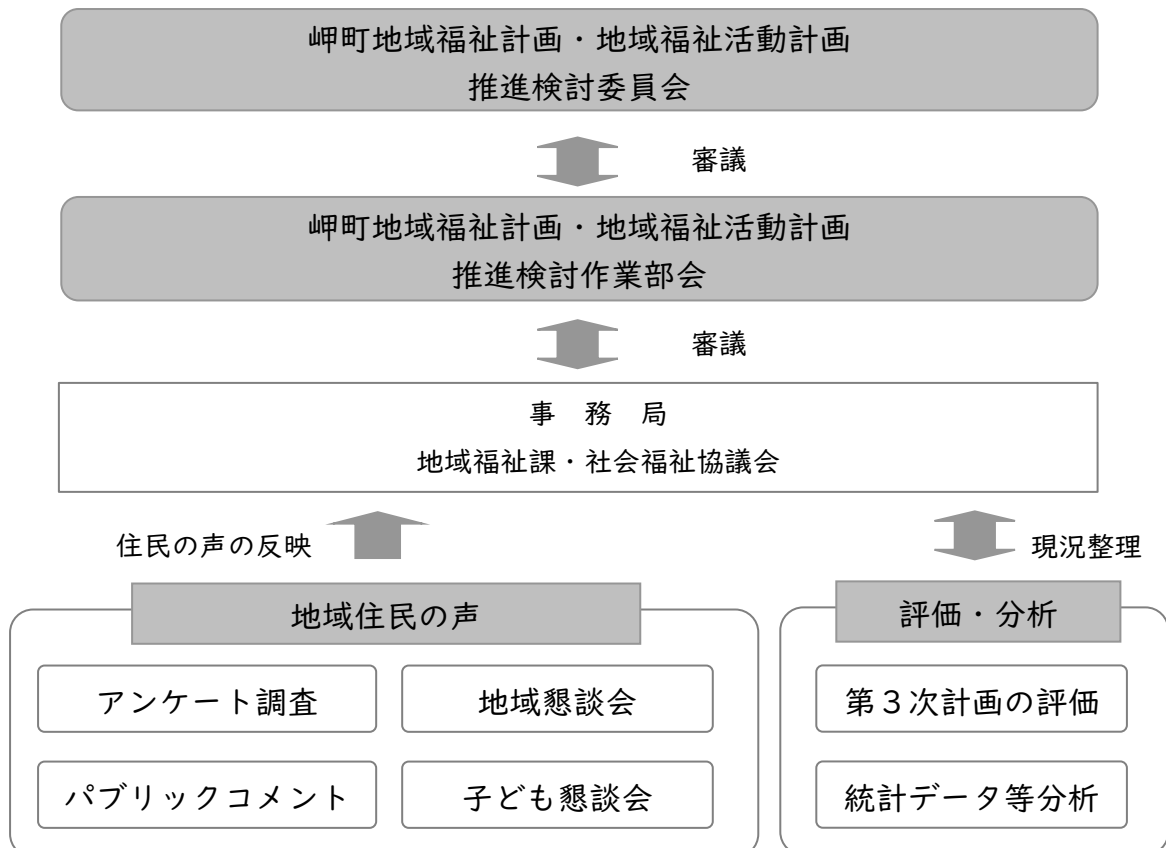 岬町地域福祉計画・地域福祉活動計画
推進検討委員会
審議
岬町地域福祉計画・地域福祉活動計画
推進検討作業部会
審議
事　務　局
地域福祉課・社会福祉協議会
住民の声の反映
現況整理
地域住民の声
アンケート調査
地域懇談会
パブリックコメント
子ども懇談会
評価・分析
第３次計画の評価
統計データ等分析